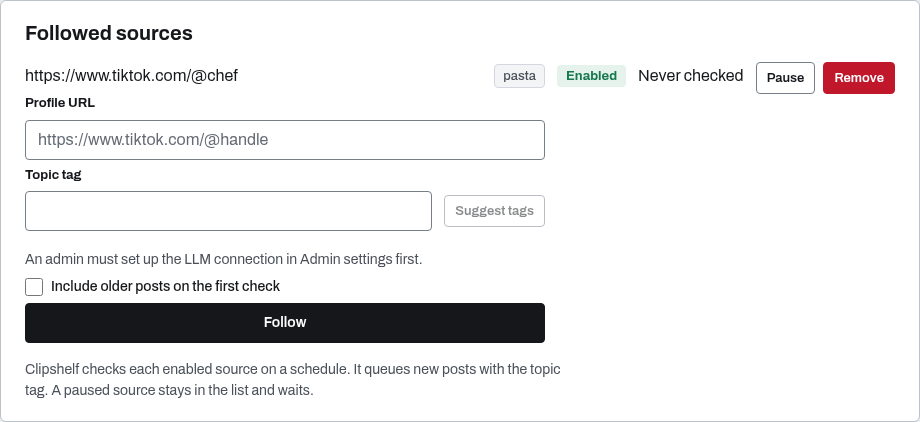 Followed sources
https://www.tiktok.com/@chef pasta Enabled Never checked Pause Remove
Profile URL
https://www.tiktok.com/@handle
Topic tag
Suggest tags
An admin must set up the LLM connection in Admin settings first.
Include older posts on the first check
Follow
Clipshelf checks each enabled source on a schedule. It queues new posts with the topic
tag. A paused source stays in the list and waits.